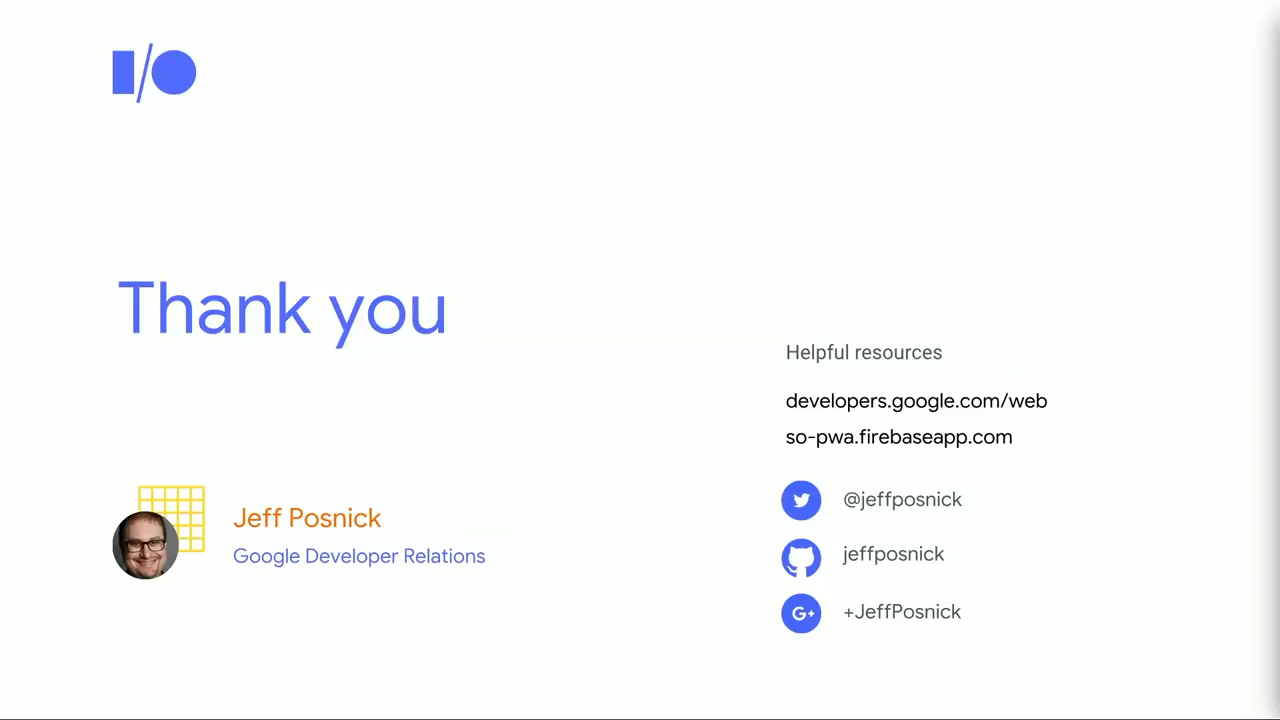 I/O
Thank you
Jeff Posnick
Google Developer Relations
Helpful resources
developers.google.com/web
so-pwa.firebaseapp.com
@jeffposnick
jeffposnick
G+
+JeffPosnick